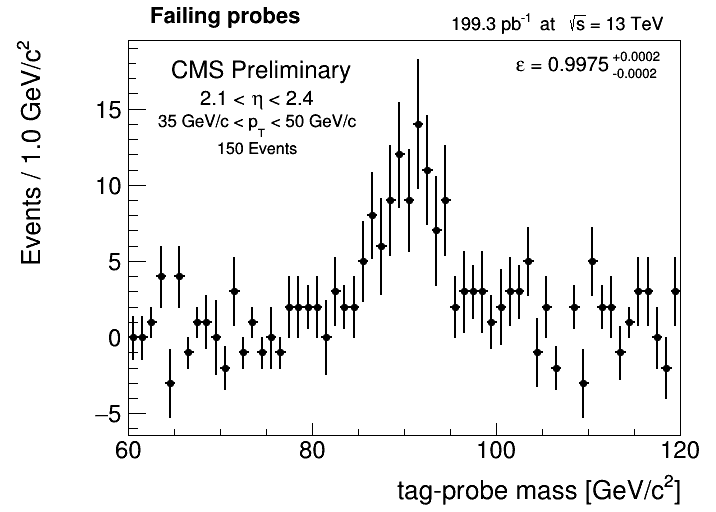 Failing probes
199.3 pb⁻¹ at √s = 13 TeV
CMS Preliminary
2.1 < η < 2.4
35 GeV/c < p_T < 50 GeV/c
150 Events
ε = 0.9975 +0.0002 -0.0002
Events / 1.0 GeV/c²
15
10
5
0
−5
60 80 100 120
tag-probe mass [GeV/c²]